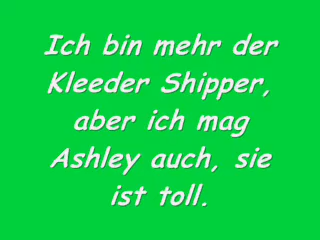 Ich bin mehr der
Kleeder Shipper,
aber ich mag
Ashley auch, sie
ist toll.